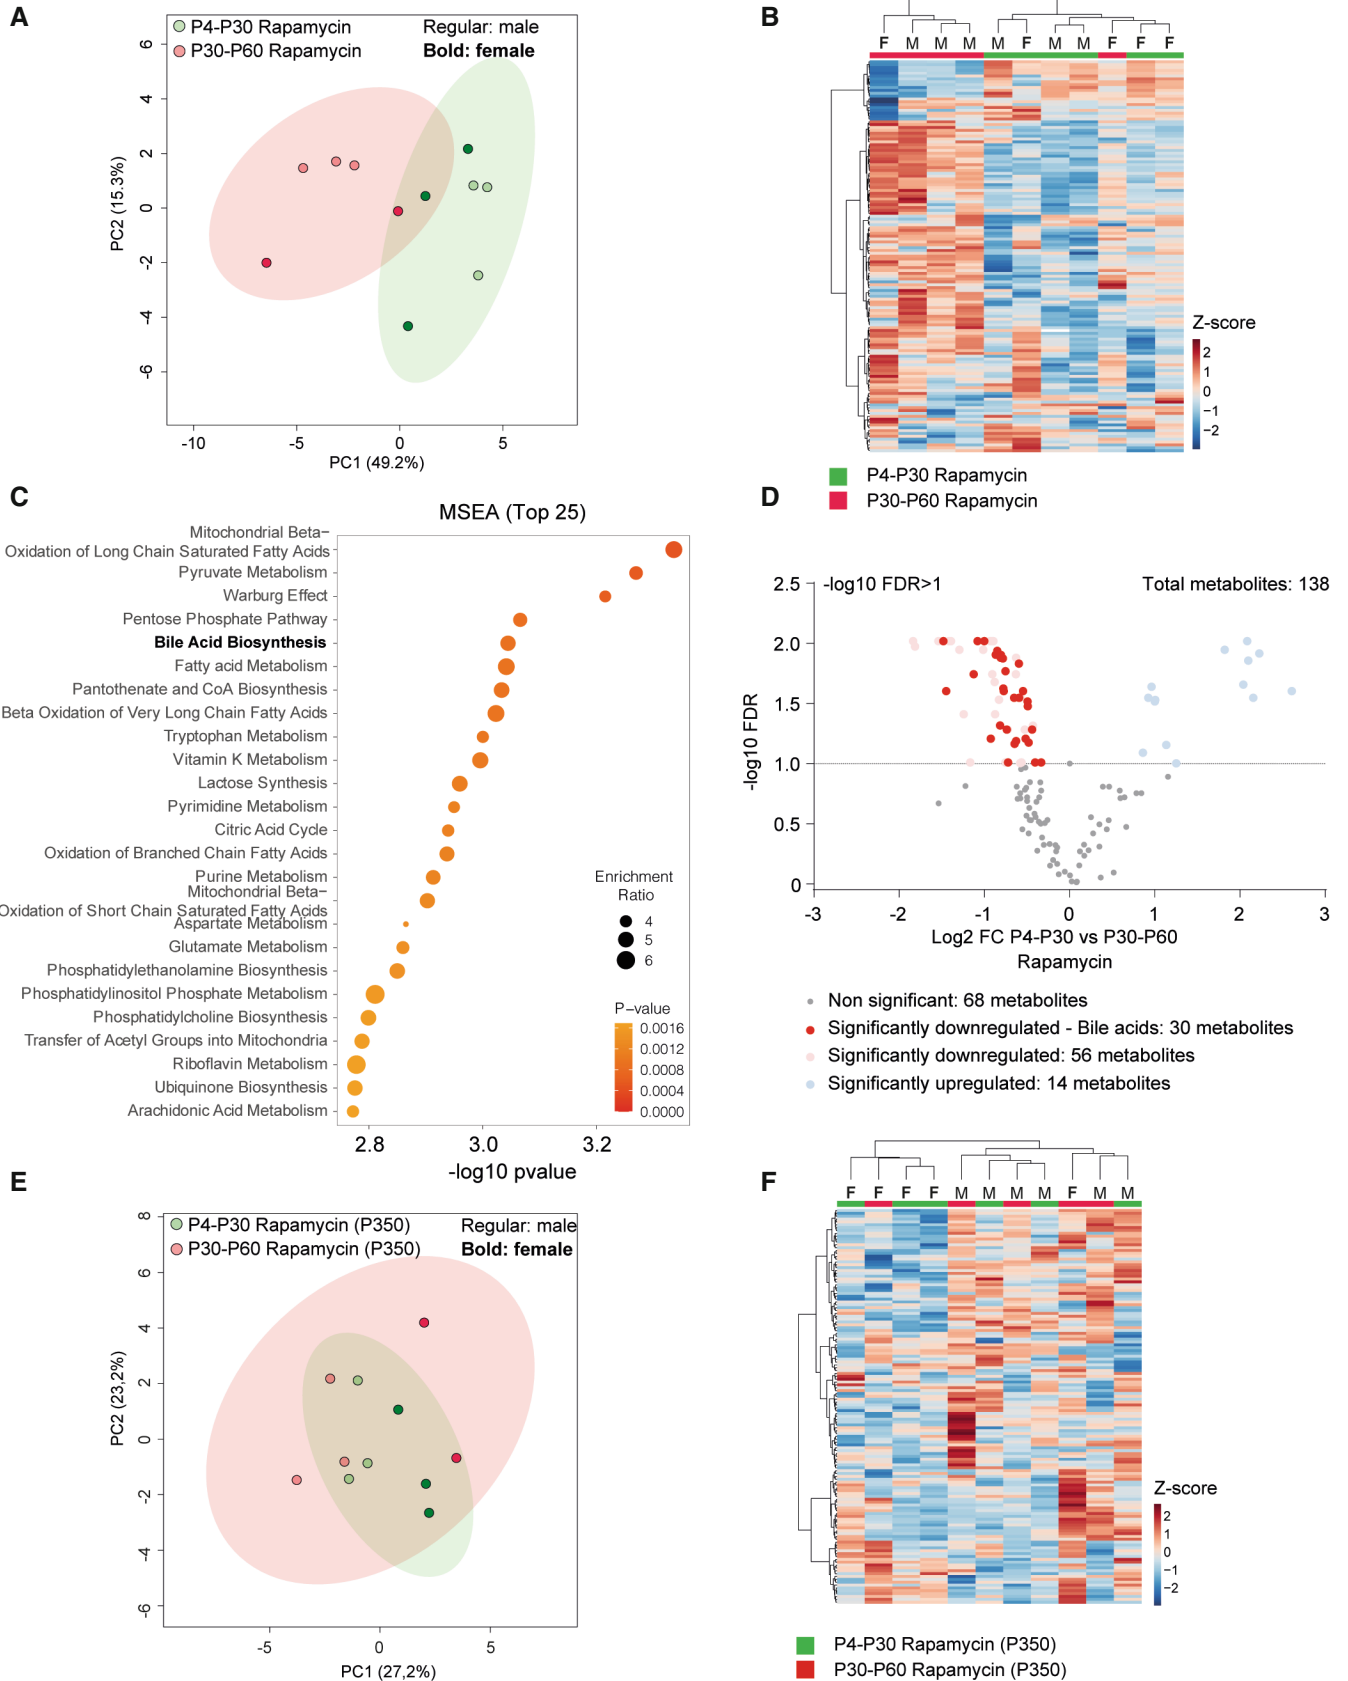 A
P4-P30 Rapamycin
P30-P60 Rapamycin
Regular: male
Bold: female
6
4
2
0
-2
-4
-6
PC2 (15.3%)
-10
-5
0
5
PC1 (49.2%)
B
F M M M M F M M F F F
Z-score
2
1
0
−1
−2
P4-P30 Rapamycin
P30-P60 Rapamycin
C
MSEA (Top 25)
Mitochondrial Beta−
Oxidation of Long Chain Saturated Fatty Acids
Pyruvate Metabolism
Warburg Effect
Pentose Phosphate Pathway
Bile Acid Biosynthesis
Fatty acid Metabolism
Pantothenate and CoA Biosynthesis
Beta Oxidation of Very Long Chain Fatty Acids
Tryptophan Metabolism
Vitamin K Metabolism
Lactose Synthesis
Pyrimidine Metabolism
Citric Acid Cycle
Oxidation of Branched Chain Fatty Acids
Purine Metabolism
Mitochondrial Beta−
Oxidation of Short Chain Saturated Fatty Acids
Aspartate Metabolism
Glutamate Metabolism
Phosphatidylethanolamine Biosynthesis
Phosphatidylinositol Phosphate Metabolism
Phosphatidylcholine Biosynthesis
Transfer of Acetyl Groups into Mitochondria
Riboflavin Metabolism
Ubiquinone Biosynthesis
Arachidonic Acid Metabolism
Enrichment
Ratio
4
5
6
P−value
0.0016
0.0012
0.0008
0.0004
0.0000
2.8
3.0
3.2
-log10 pvalue
D
-log10 FDR>1
Total metabolites: 138
2.5
2.0
1.5
1.0
0.5
0
-log10 FDR
-3
-2
-1
0
1
2
3
Log2 FC P4-P30 vs P30-P60
Rapamycin
Non significant: 68 metabolites
Significantly downregulated - Bile acids: 30 metabolites
Significantly downregulated: 56 metabolites
Significantly upregulated: 14 metabolites
E
P4-P30 Rapamycin (P350)
P30-P60 Rapamycin (P350)
Regular: male
Bold: female
8
6
4
2
0
-2
-4
-6
PC2 (23,2%)
-5
0
5
PC1 (27,2%)
F
F F F F M M M M F M M
Z-score
2
1
0
−1
−2
P4-P30 Rapamycin (P350)
P30-P60 Rapamycin (P350)